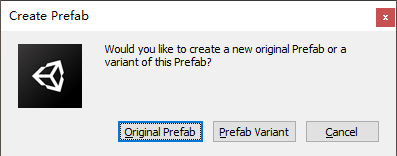 Create Prefab
x
Would you like to create a new original Prefab or a
variant of this Prefab?
Original Prefab
Prefab Variant
Cancel